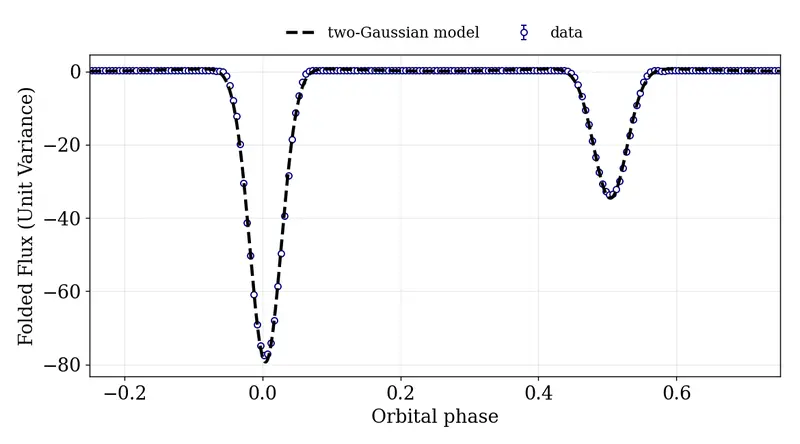 two-Gaussian model
data
Folded Flux (Unit Variance)
0
−20
−40
−60
−80
−0.2
0.0
0.2
0.4
0.6
Orbital phase